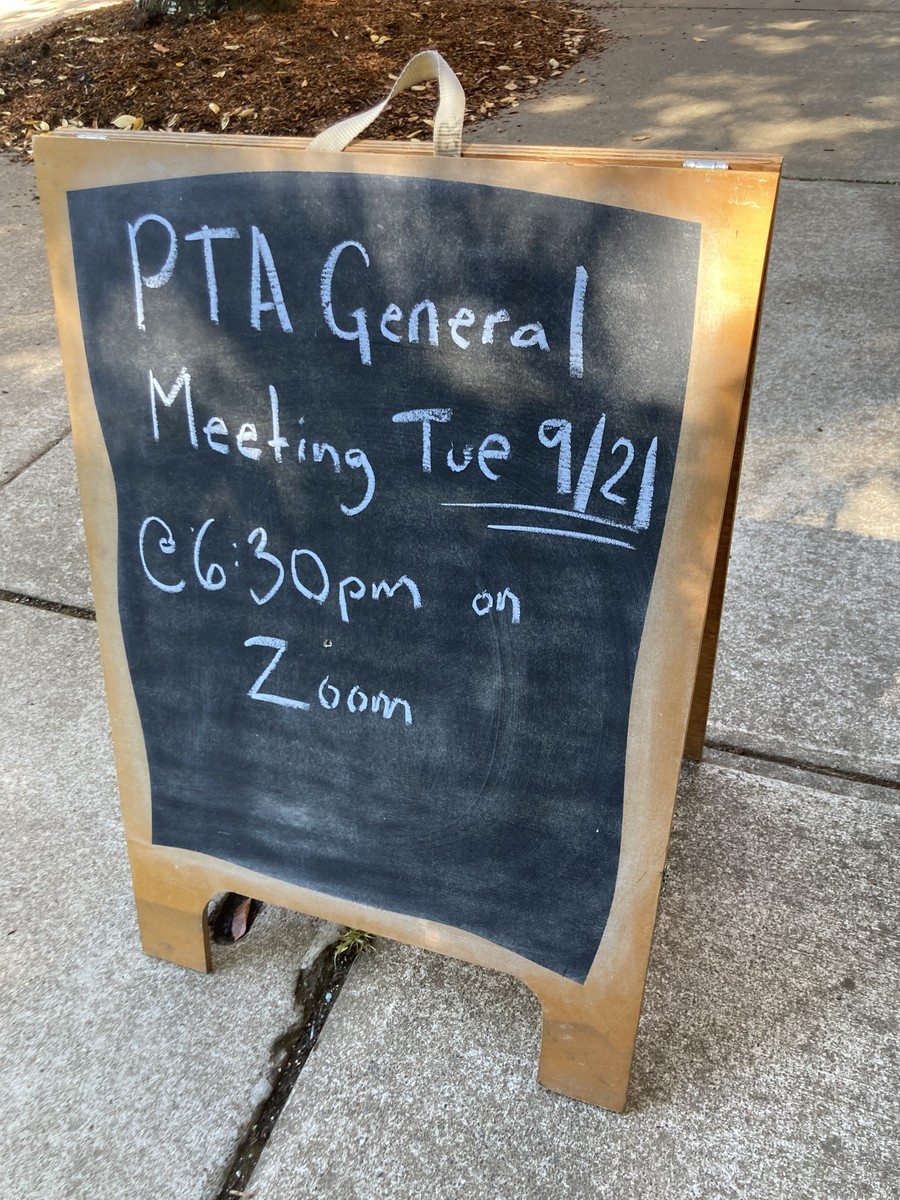 PTA General
Meeting Tue 9/21
@6:30pm on
Zoom